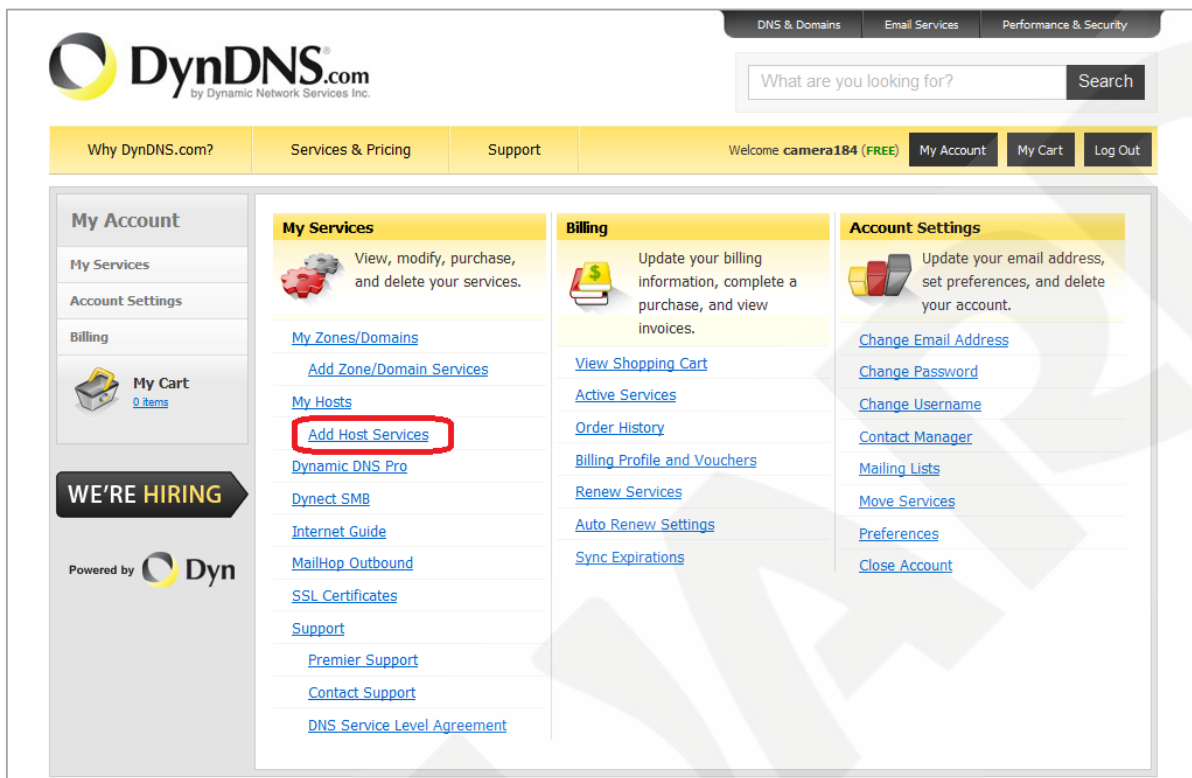 DNS & Domains Email Services Performance & Security
DynDNS.com
by Dynamic Network Services Inc.
What are you looking for? Search
Why DynDNS.com? Services & Pricing Support Welcome camera184 (FREE) My Account My Cart Log Out
My Account
My Services
Account Settings
Billing
My Cart
0 items
WE'RE HIRING
Powered by Dyn
My Services
View, modify, purchase,
and delete your services.
My Zones/Domains
Add Zone/Domain Services
My Hosts
Add Host Services
Dynamic DNS Pro
Dynect SMB
Internet Guide
MailHop Outbound
SSL Certificates
Support
Premier Support
Contact Support
DNS Service Level Agreement
Billing
Update your billing
information, complete a
purchase, and view
invoices.
View Shopping Cart
Active Services
Order History
Billing Profile and Vouchers
Renew Services
Auto Renew Settings
Sync Expirations
Account Settings
Update your email address,
set preferences, and delete
your account.
Change Email Address
Change Password
Change Username
Contact Manager
Mailing Lists
Move Services
Preferences
Close Account